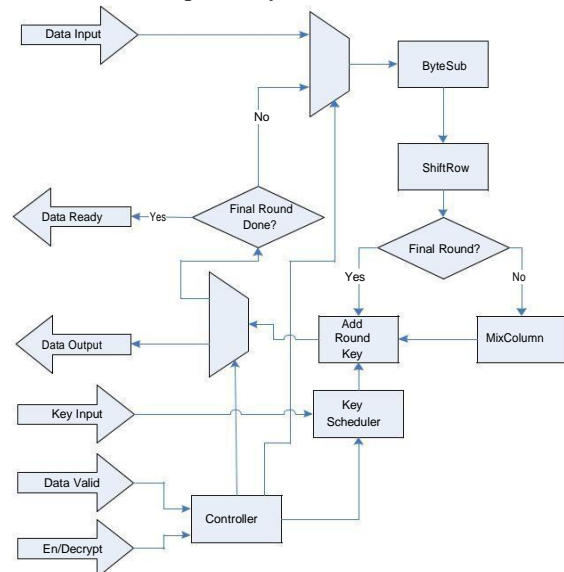 Data Input
ByteSub
No
ShiftRow
Data Ready
Yes
Final Round
Done?
Final Round?
Yes
No
Data Output
Add
Round
Key
MixColumn
Key Input
Key
Scheduler
Data Valid
Controller
En/Decrypt